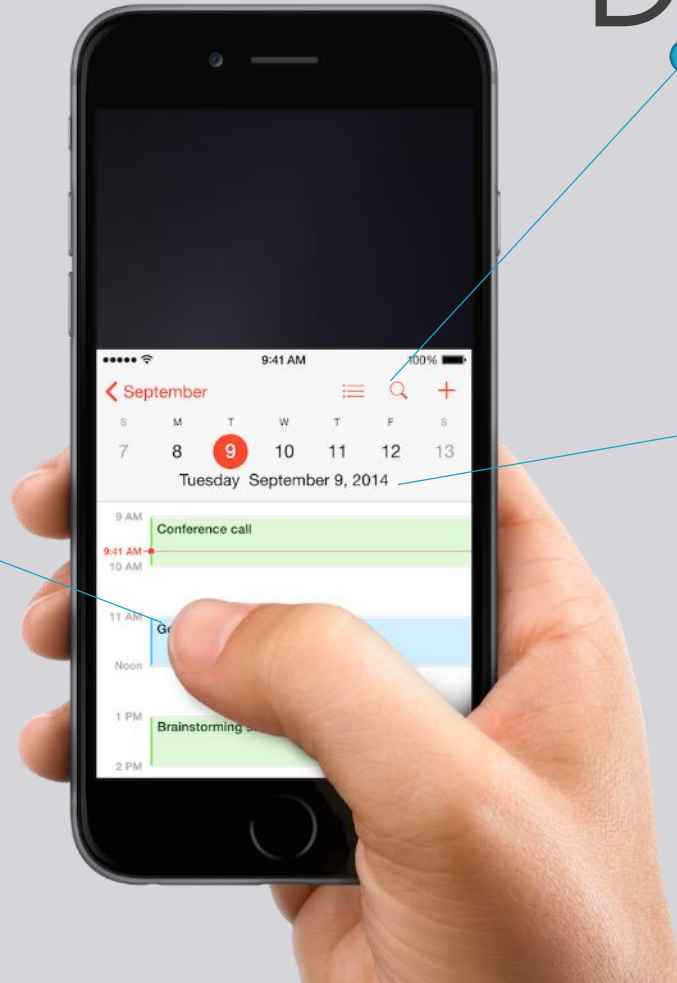 9:41 AM 100%
September
S M T W T F S
7 8 9 10 11 12 13
Tuesday September 9, 2014
9 AM
Conference call
9:41 AM
10 AM
11 AM
Noon
1 PM
Brainstorming
2 PM